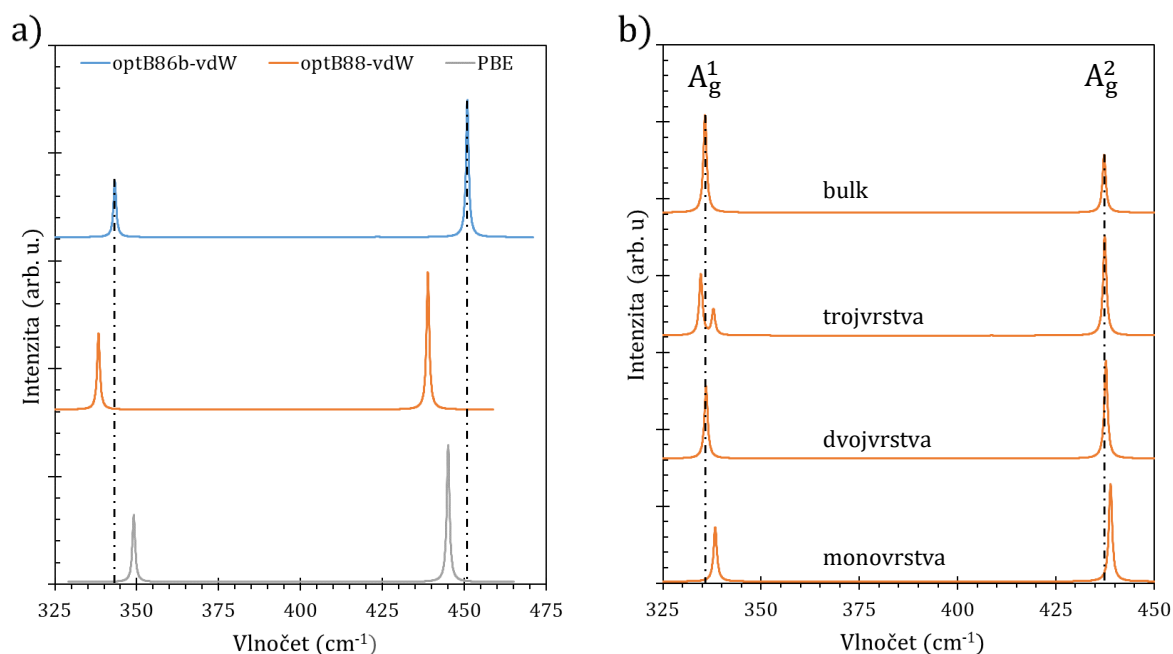 a)
optB86b-vdW optB88-vdW PBE
Intenzita (arb. u.)
325 350 375 400 425 450 475
Vlnočet (cm⁻¹)
b)
A¹g A²g
bulk
trojvrstva
dvojvrstva
monovrstva
Intenzita (arb. u)
325 350 375 400 425 450
Vlnočet (cm⁻¹)